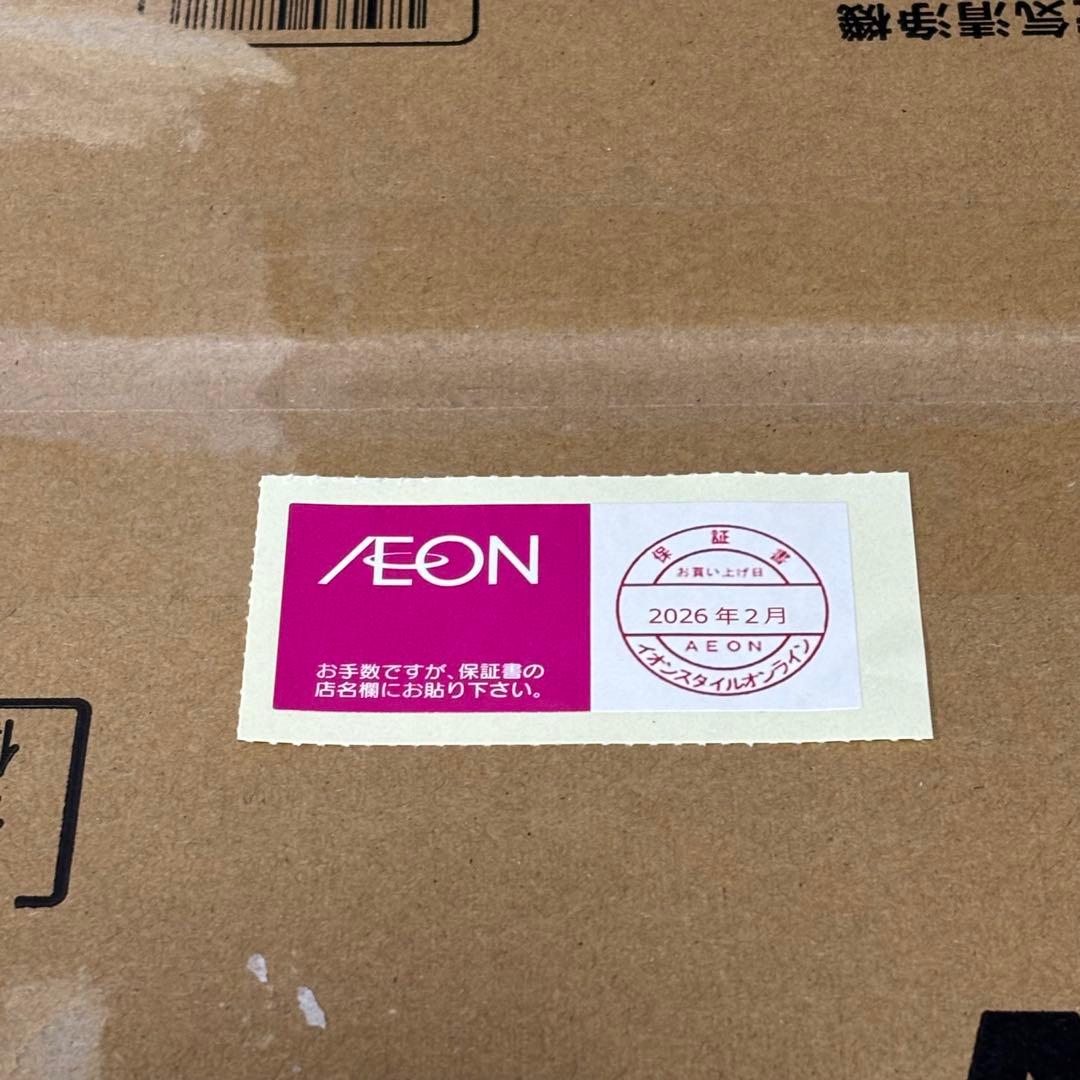 気清浄機
AEON
お手数ですが、保証書の
店名欄にお貼り下さい。
保証書
お買い上げ日
2026年2月
AEON
イオンスタイルオンライン